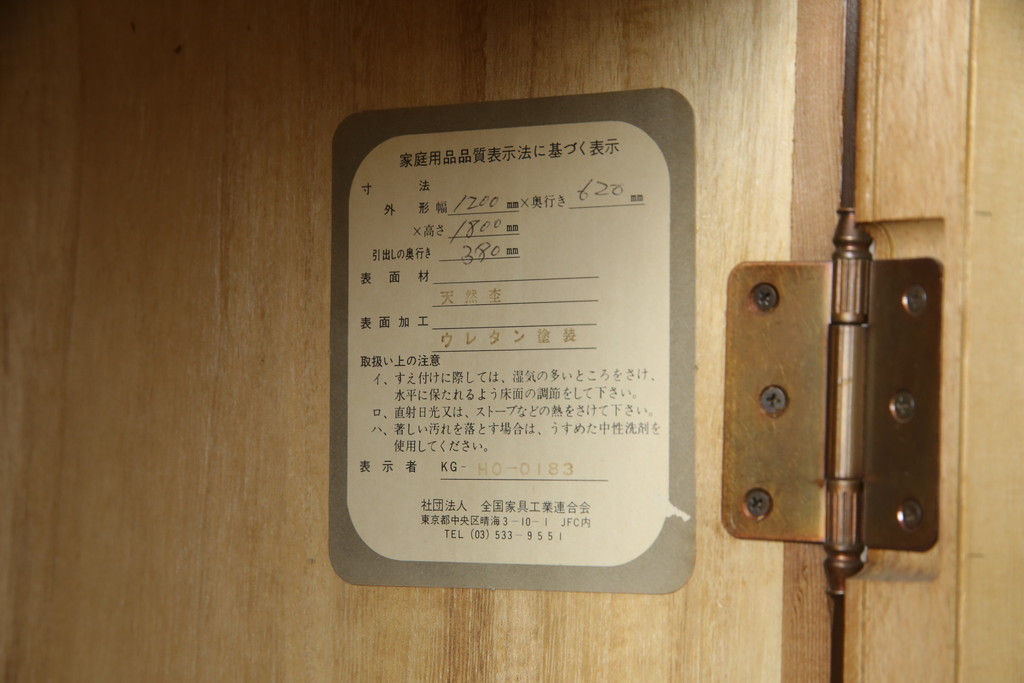 家庭用品品質表示法に基づく表示
寸法
外形 幅 1200 mm×奥行き 620 mm
×高さ 1800 mm
引出しの奥行き 380 mm
表面材
天然杢
表面加工
ウレタン塗装
取扱い上の注意
イ、すえ付けに際しては、湿気の多いところをさけ、
水平に保たれるよう床面の調節をして下さい。
ロ、直射日光又は、ストーブなどの熱をさけて下さい。
ハ、著しい汚れを落とす場合は、うすめた中性洗剤を
使用してください。
表示者 KG-HO-0183
社団法人 全国家具工業連合会
東京都中央区晴海3-10-1 JFC内
TEL (03) 533-9551